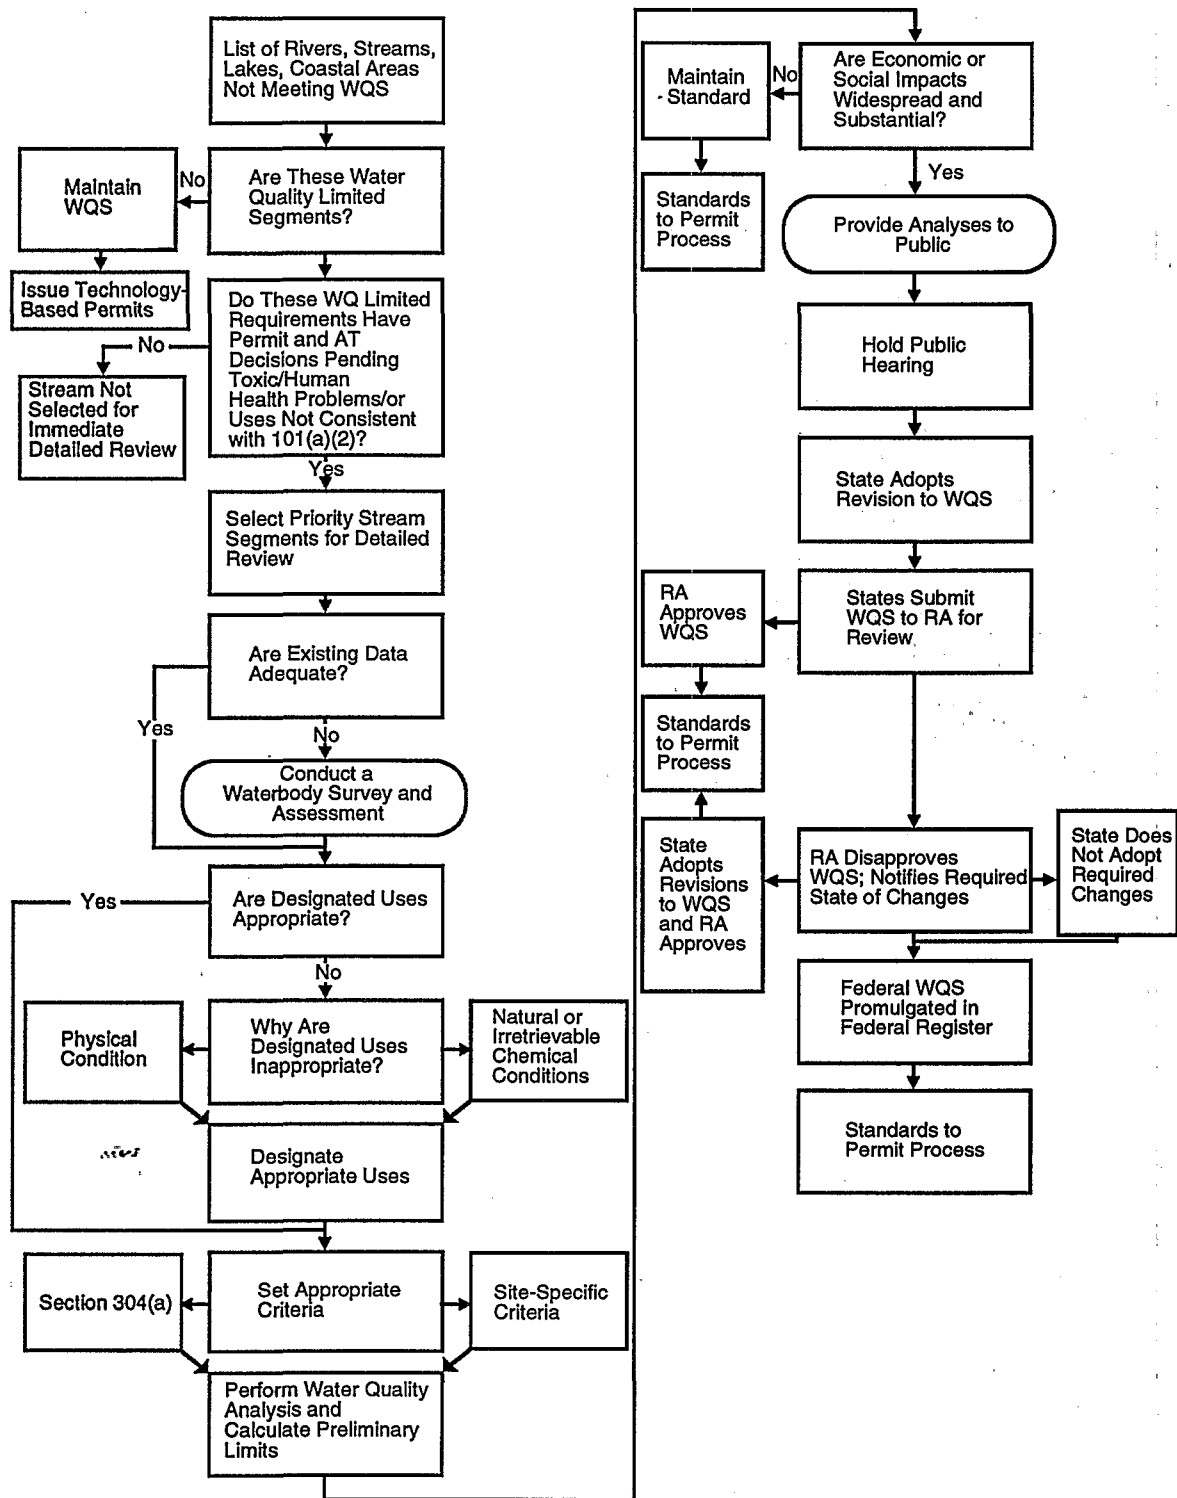 List of Rivers, Streams,
Lakes, Coastal Areas
Not Meeting WQS
Are These Water
Quality Limited
Segments?
No
Maintain
WQS
Issue Technology-
Based Permits
Do These WQ Limited
Requirements Have
Permit and AT
Decisions Pending
Toxic/Human
Health Problems/or
Uses Not Consistent
with 101(a)(2)?
No
Stream Not
Selected for
Immediate
Detailed Review
Yes
Select Priority Stream
Segments for Detailed
Review
Are Existing Data
Adequate?
Yes
No
Conduct a
Waterbody Survey and
Assessment
Are Designated Uses
Appropriate?
Yes
No
Why Are
Designated Uses
Inappropriate?
Physical
Condition
Natural or
Irretrievable
Chemical
Conditions
Designate
Appropriate Uses
Set Appropriate
Criteria
Section 304(a)
Site-Specific
Criteria
Perform Water Quality
Analysis and
Calculate Preliminary
Limits
Are Economic or
Social Impacts
Widespread and
Substantial?
No
Maintain
Standard
Standards
to Permit
Process
Yes
Provide Analyses to
Public
Hold Public
Hearing
State Adopts
Revision to WQS
States Submit
WQS to RA for
Review
RA
Approves
WQS
Standards
to Permit
Process
State
Adopts
Revisions
to WQS
and RA
Approves
RA Disapproves
WQS; Notifies Required
State of Changes
State Does
Not Adopt
Required
Changes
Federal WQS
Promulgated in
Federal Register
Standards to
Permit Process